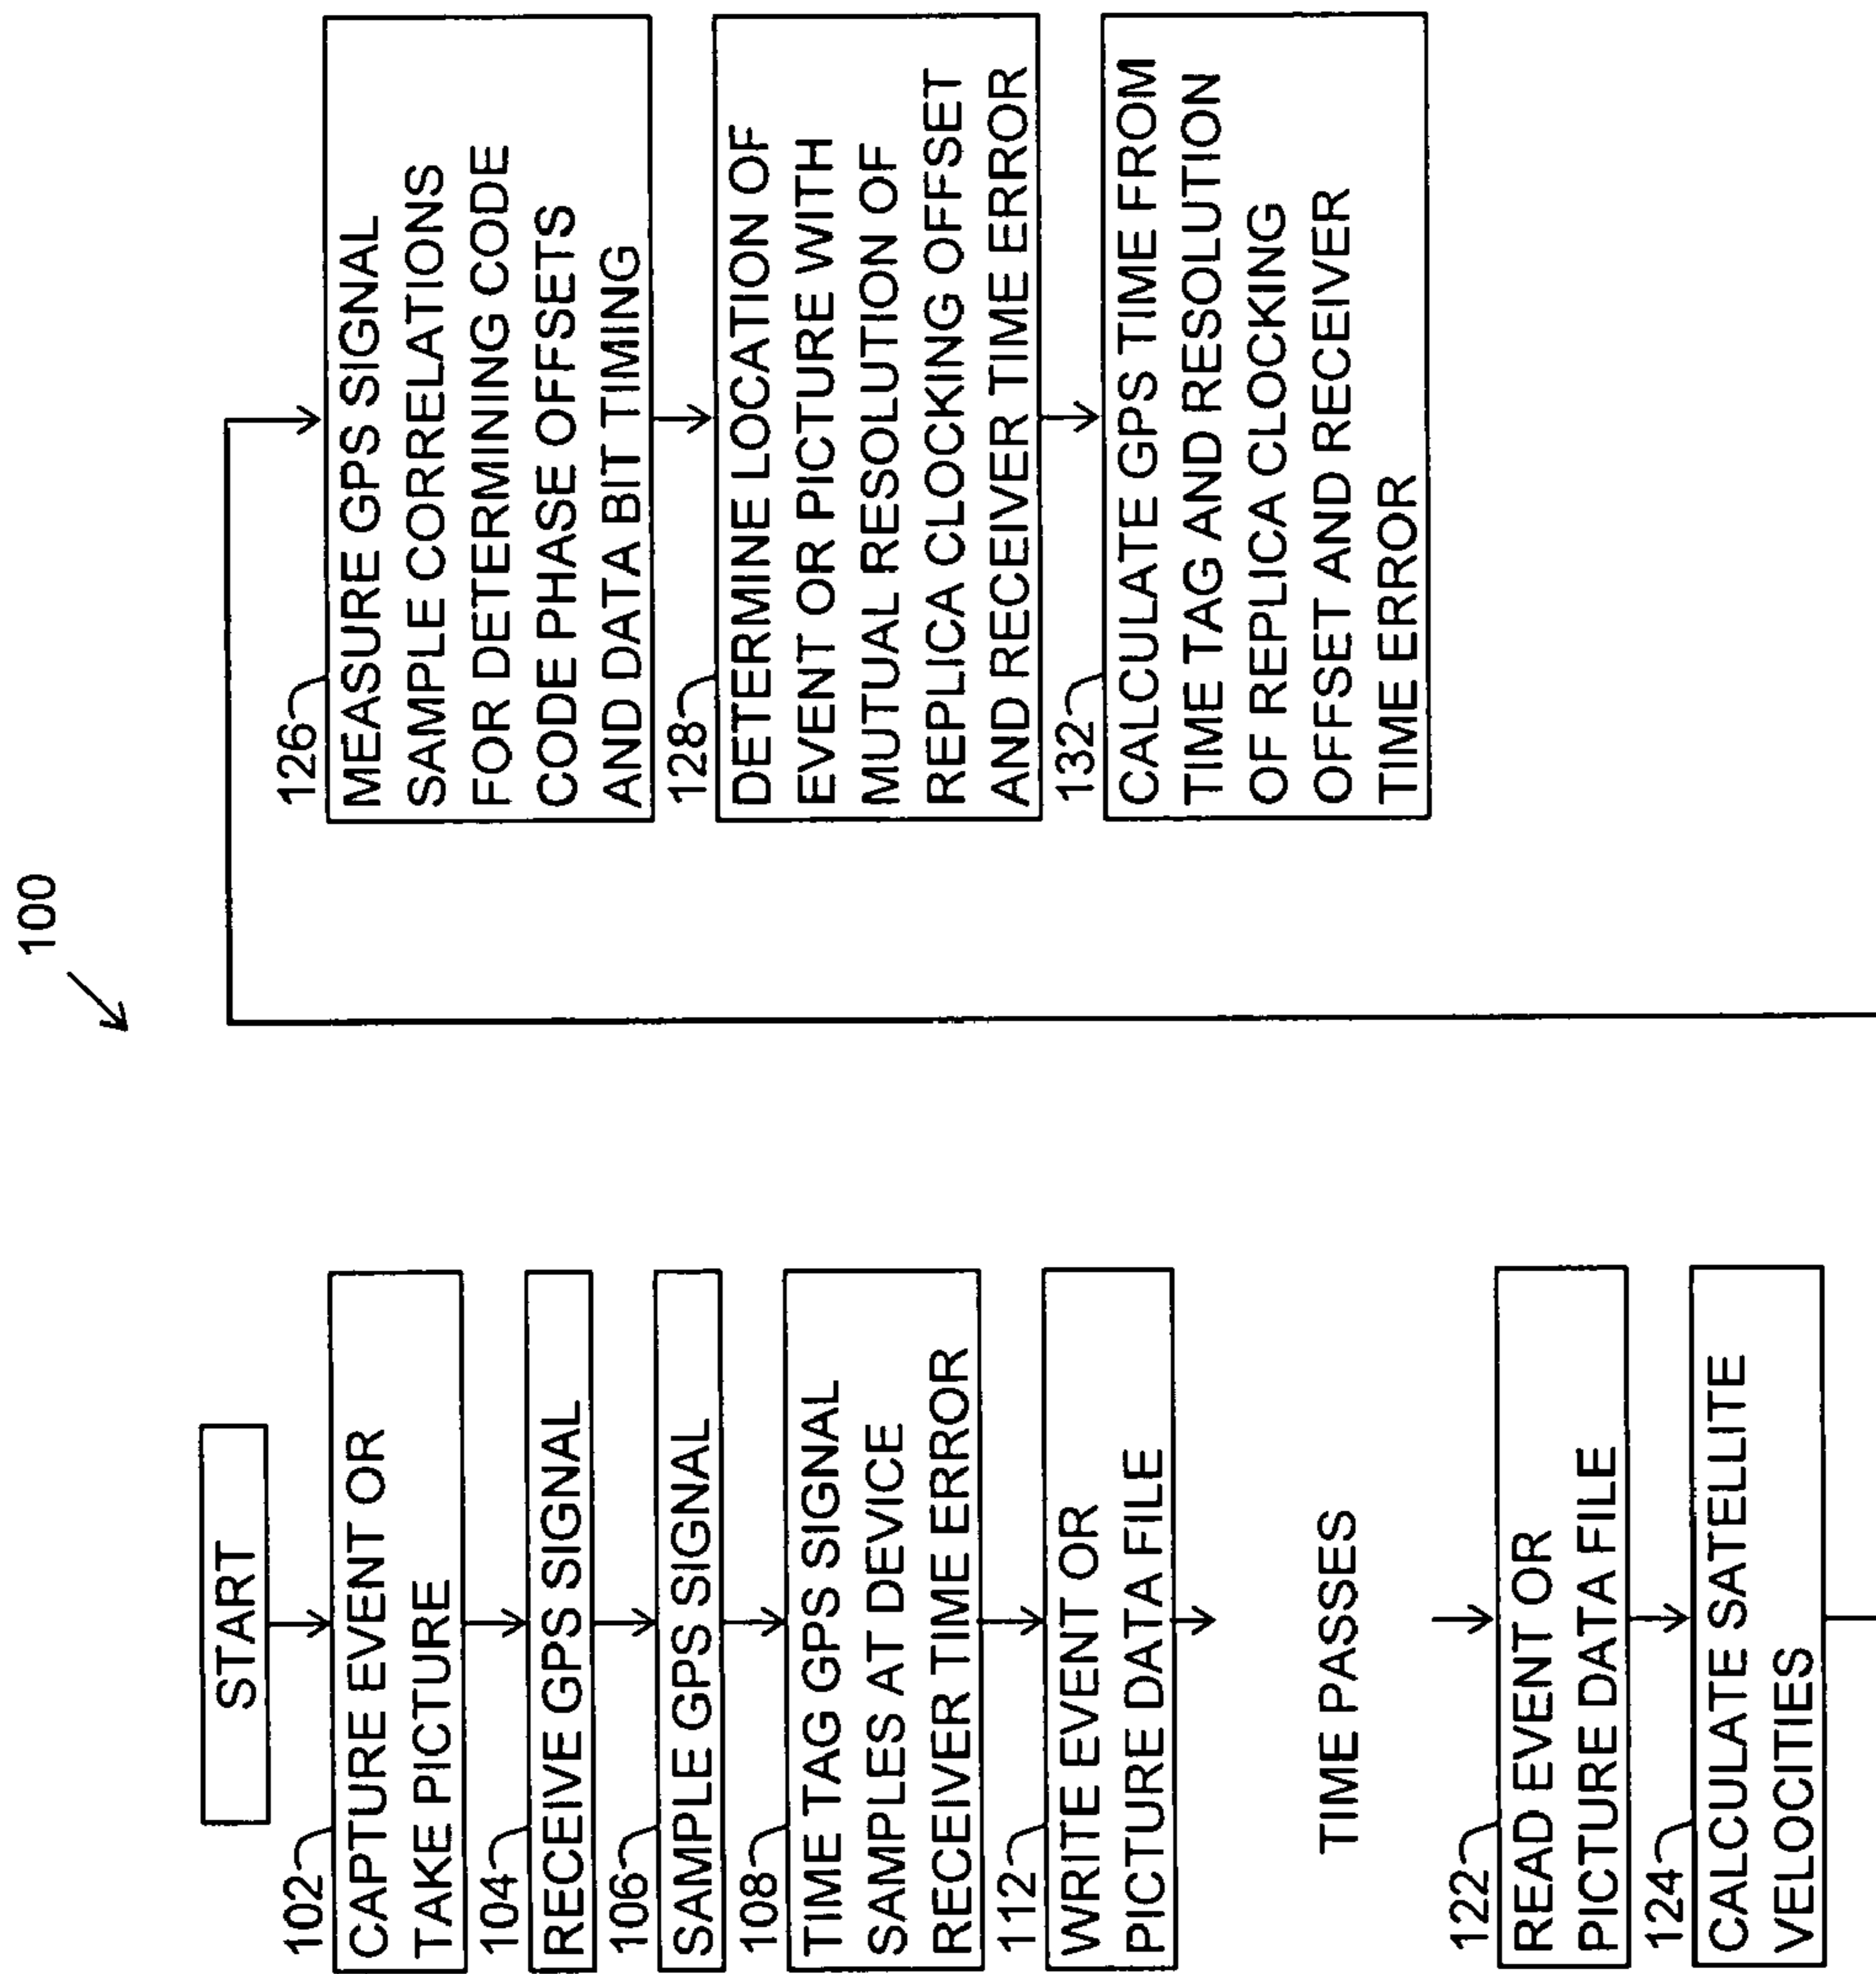 100
START
102
CAPTURE EVENT OR
TAKE PICTURE
104
RECEIVE GPS SIGNAL
106
SAMPLE GPS SIGNAL
108
TIME TAG GPS SIGNAL
SAMPLES AT DEVICE
RECEIVER TIME ERROR
112
WRITE EVENT OR
PICTURE DATA FILE
TIME PASSES
122
READ EVENT OR
PICTURE DATA FILE
124
CALCULATE SATELLITE
VELOCITIES
126
MEASURE GPS SIGNAL
SAMPLE CORRELATIONS
FOR DETERMINING CODE
CODE PHASE OFFSETS
AND DATA BIT TIMING
128
DETERMINE LOCATION OF
EVENT OR PICTURE WITH
MUTUAL RESOLUTION OF
REPLICA CLOCKING OFFSET
AND RECEIVER TIME ERROR
132
CALCULATE GPS TIME FROM
TIME TAG AND RESOLUTION
OF REPLICA CLOCKING
OFFSET AND RECEIVER
TIME ERROR